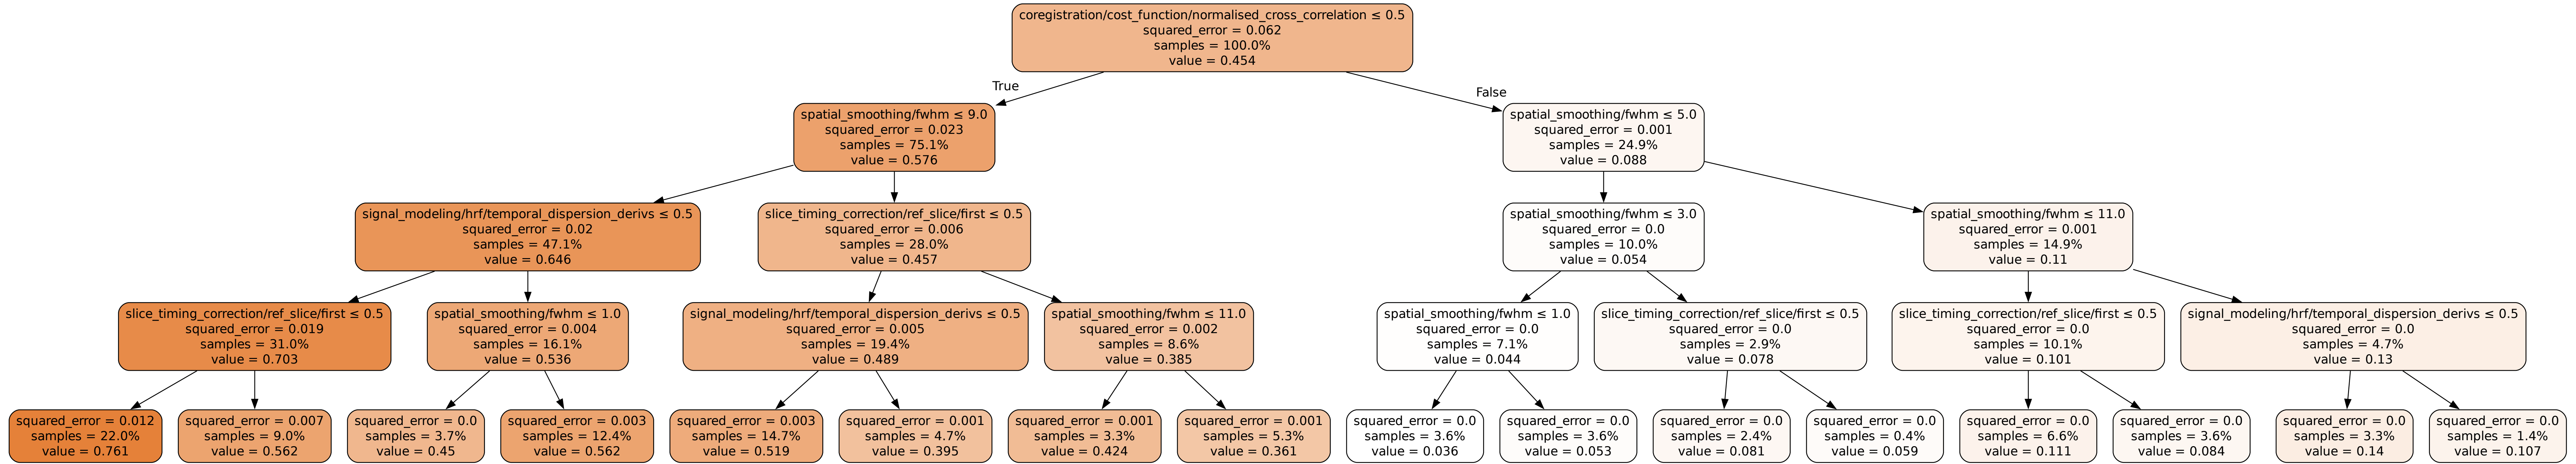 coregistration/cost_function/normalised_cross_correlation ≤ 0.5
squared_error = 0.062
samples = 100.0%
value = 0.454
True
False
spatial_smoothing/fwhm ≤ 9.0
squared_error = 0.023
samples = 75.1%
value = 0.576
spatial_smoothing/fwhm ≤ 5.0
squared_error = 0.001
samples = 24.9%
value = 0.088
signal_modeling/hrf/temporal_dispersion_derivs ≤ 0.5
squared_error = 0.02
samples = 47.1%
value = 0.646
slice_timing_correction/ref_slice/first ≤ 0.5
squared_error = 0.006
samples = 28.0%
value = 0.457
spatial_smoothing/fwhm ≤ 3.0
squared_error = 0.0
samples = 10.0%
value = 0.054
spatial_smoothing/fwhm ≤ 11.0
squared_error = 0.001
samples = 14.9%
value = 0.11
slice_timing_correction/ref_slice/first ≤ 0.5
squared_error = 0.019
samples = 31.0%
value = 0.703
spatial_smoothing/fwhm ≤ 1.0
squared_error = 0.004
samples = 16.1%
value = 0.536
signal_modeling/hrf/temporal_dispersion_derivs ≤ 0.5
squared_error = 0.005
samples = 19.4%
value = 0.489
spatial_smoothing/fwhm ≤ 11.0
squared_error = 0.002
samples = 8.6%
value = 0.385
spatial_smoothing/fwhm ≤ 1.0
squared_error = 0.0
samples = 7.1%
value = 0.044
slice_timing_correction/ref_slice/first ≤ 0.5
squared_error = 0.0
samples = 2.9%
value = 0.078
slice_timing_correction/ref_slice/first ≤ 0.5
squared_error = 0.0
samples = 10.1%
value = 0.101
signal_modeling/hrf/temporal_dispersion_derivs ≤ 0.5
squared_error = 0.0
samples = 4.7%
value = 0.13
squared_error = 0.012
samples = 22.0%
value = 0.761
squared_error = 0.007
samples = 9.0%
value = 0.562
squared_error = 0.0
samples = 3.7%
value = 0.45
squared_error = 0.003
samples = 12.4%
value = 0.562
squared_error = 0.003
samples = 14.7%
value = 0.519
squared_error = 0.001
samples = 4.7%
value = 0.395
squared_error = 0.001
samples = 3.3%
value = 0.424
squared_error = 0.001
samples = 5.3%
value = 0.361
squared_error = 0.0
samples = 3.6%
value = 0.036
squared_error = 0.0
samples = 3.6%
value = 0.053
squared_error = 0.0
samples = 2.4%
value = 0.081
squared_error = 0.0
samples = 0.4%
value = 0.059
squared_error = 0.0
samples = 6.6%
value = 0.111
squared_error = 0.0
samples = 3.6%
value = 0.084
squared_error = 0.0
samples = 3.3%
value = 0.14
squared_error = 0.0
samples = 1.4%
value = 0.107